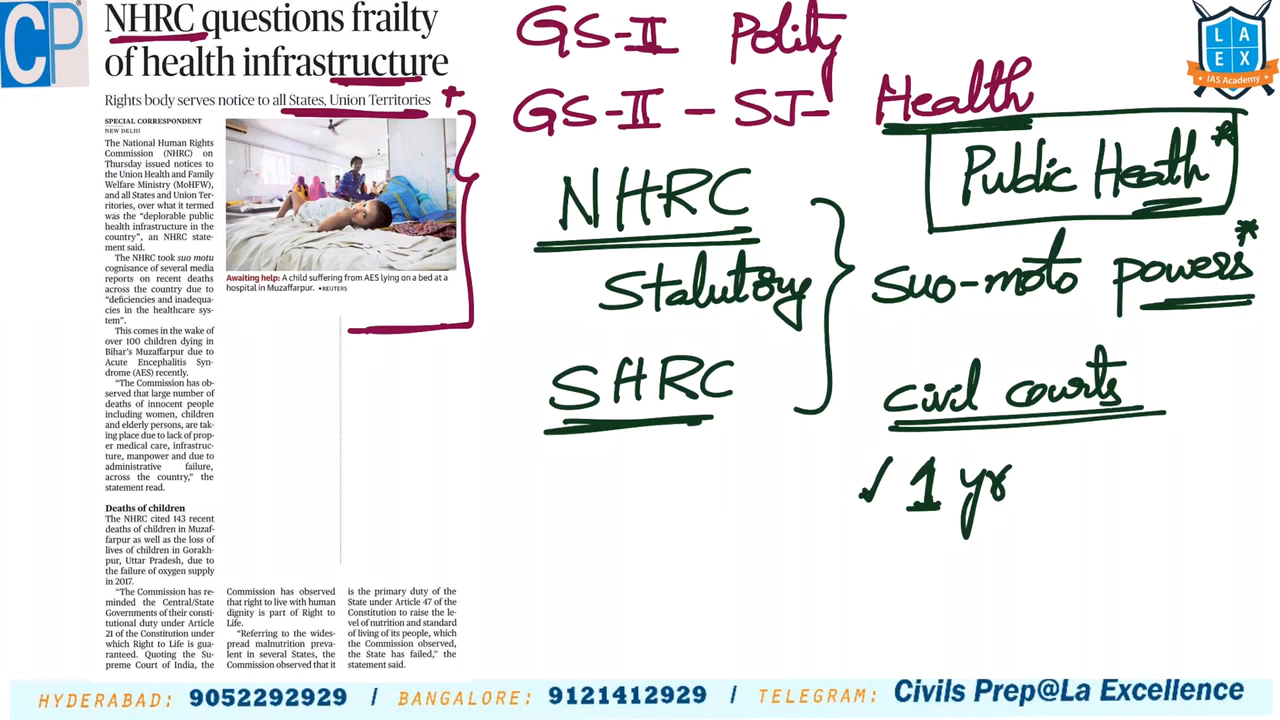 CP
NHRC questions frailty
of health infrastructure
Rights body serves notice to all States, Union Territories
SPECIAL CORRESPONDENT
NEW DELHI
The National Human Rights
Commission (NHRC) on
Thursday issued notices to
the Union Health and Family
Welfare Ministry (MoHFW),
and all States and Union Ter-
ritories, over what it termed
was the “deplorable public
health infrastructure in the
country”, an NHRC state-
ment said.
The NHRC took suo motu
cognisance of several media
reports on recent deaths
across the country due to
“deficiencies and inadequa-
cies in the healthcare sys-
tem”.
This comes in the wake of
over 100 children dying in
Bihar’s Muzaffarpur due to
Acute Encephalitis Syn-
drome (AES) recently.
“The Commission has ob-
served that large number of
deaths of innocent people
including women, children
and elderly persons, are tak-
ing place due to lack of prop-
er medical care, infrastruc-
ture, manpower and due to
administrative failure,
across the country,” the
statement read.
Deaths of children
The NHRC cited 143 recent
deaths of children in Muzaf-
farpur as well as the loss of
lives of children in Gorakh-
pur, Uttar Pradesh, due to
the failure of oxygen supply
in 2017.
“The Commission has re-
minded the Central/State
Governments of their consti-
tutional duty under Article
21 of the Constitution under
which Right to Life is gua-
ranteed. Quoting the Su-
preme Court of India, the
Awaiting help: A child suffering from AES lying on a bed at a
hospital in Muzaffarpur. •REUTERS
Commission has observed
that right to live with human
dignity is part of Right to
Life.
“Referring to the wides-
pread malnutrition preva-
lent in several States, the
Commission observed that it
is the primary duty of the
State under Article 47 of the
Constitution to raise the le-
vel of nutrition and standard
of living of its people, which
the Commission observed,
the State has failed,” the
statement said.
GS-II Polity
GS-II - SJ- Health
Public Heath
NHRC
Statutory
SHRC
suo-moto powers
civil courts
✓ 1 yr
LA
EX
IAS Academy
HYDERABAD: 9052292929 / BANGALORE: 9121412929 / TELEGRAM: Civils Prep@La Excellence